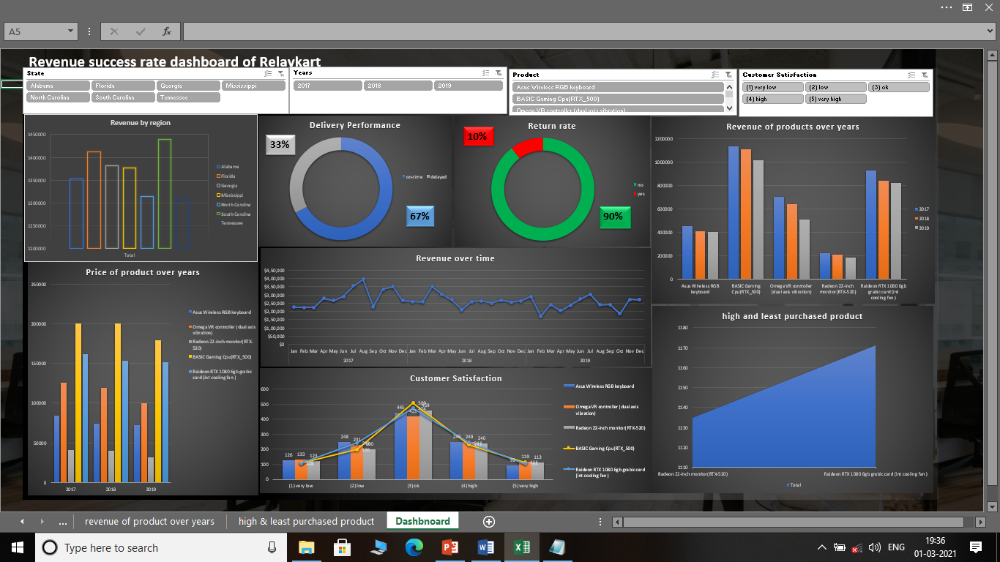 A5
fx
Revenue success rate dashboard of Relaykart
State
Alabama Florida Georgia Mississippi
North Carolina South Carolina Tennessee
Years
2017 2018 2019
Product
Asus Wireless RGB keyboard
BASIC Gaming Cpu(RTX_500)
Omega VR controller (dual axis vibration)
Customer Satisfaction
(1) very low (2) low (3) ok
(4) high (5) very high
Revenue by region
1450000
1400000
1350000
1300000
1250000
1200000
Total
Alabama
Florida
Georgia
Mississippi
North Carolina
South Carolina
Tennessee
Delivery Performance
33%
67%
on-time delayed
Return rate
10%
90%
no
yes
Revenue of products over years
1200000
1000000
800000
600000
400000
200000
0
Asus Wireless RGB keyboard
BASIC Gaming Cpu(RTX_500)
Omega VR controller (dual axis vibration)
Radeon 22-inch monitor(RTX-520)
Raideon RTX 1080 6gb grabic card (int cooling fan )
2017
2018
2019
Price of product over years
250000
200000
150000
100000
50000
0
2017 2018 2019
Asus Wireless RGB keyboard
Omega VR controller (dual axis vibration)
Radeon 22-inch monitor(RTX-520)
BASIC Gaming Cpu(RTX_500)
Raideon RTX 1080 6gb grabic card (int cooling fan )
Revenue over time
$4,50,000
$4,00,000
$3,50,000
$3,00,000
$2,50,000
$2,00,000
$1,50,000
$1,00,000
$50,000
$0
Jan Feb Mar Apr May Jun Jul Aug Sep Oct Nov Dec Jan Feb Mar Apr May Jun Jul Aug Sep Oct Nov Dec Jan Feb Mar Apr May Jun Jul Aug Sep Oct Nov Dec
2017 2018 2019
Customer Satisfaction
600
500
400
300
200
100
0
126 133 123
248 231
445 421 459
249 249 240
119 113
(1) very low (2) low (3) ok (4) high (5) very high
Asus Wireless RGB keyboard
Omega VR controller (dual axis vibration)
Radeon 22-inch monitor(RTX-520)
BASIC Gaming Cpu(RTX_500)
Raideon RTX 1080 6gb grabic card (int cooling fan )
high and least purchased product
1180
1170
1160
1150
1140
1130
1120
1110
Radeon 22-inch monitor(RTX-520) Raideon RTX 1080 6gb grabic card (int cooling fan )
Total
... revenue of product over years high & least purchased product Dashbnoard
Type here to search
ENG
19:36
01-03-2021